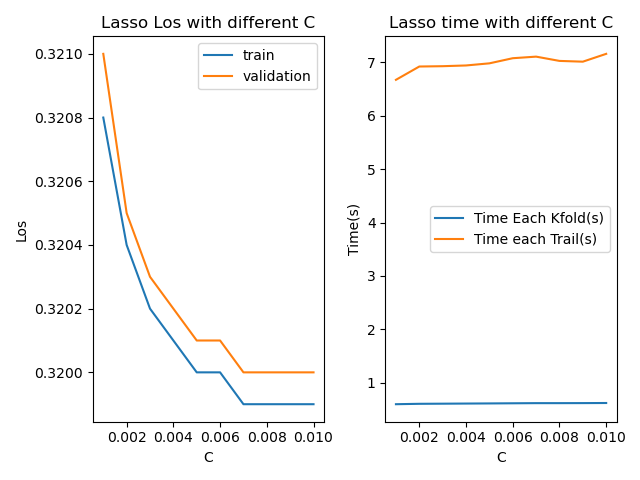 Lasso Los with different C
0.3210
0.3208
0.3206
0.3204
0.3202
0.3200
Los
train
validation
0.002 0.004 0.006 0.008 0.010
C
Lasso time with different C
7
6
5
4
3
2
1
Time(s)
Time Each Kfold(s)
Time each Trail(s)
0.002 0.004 0.006 0.008 0.010
C